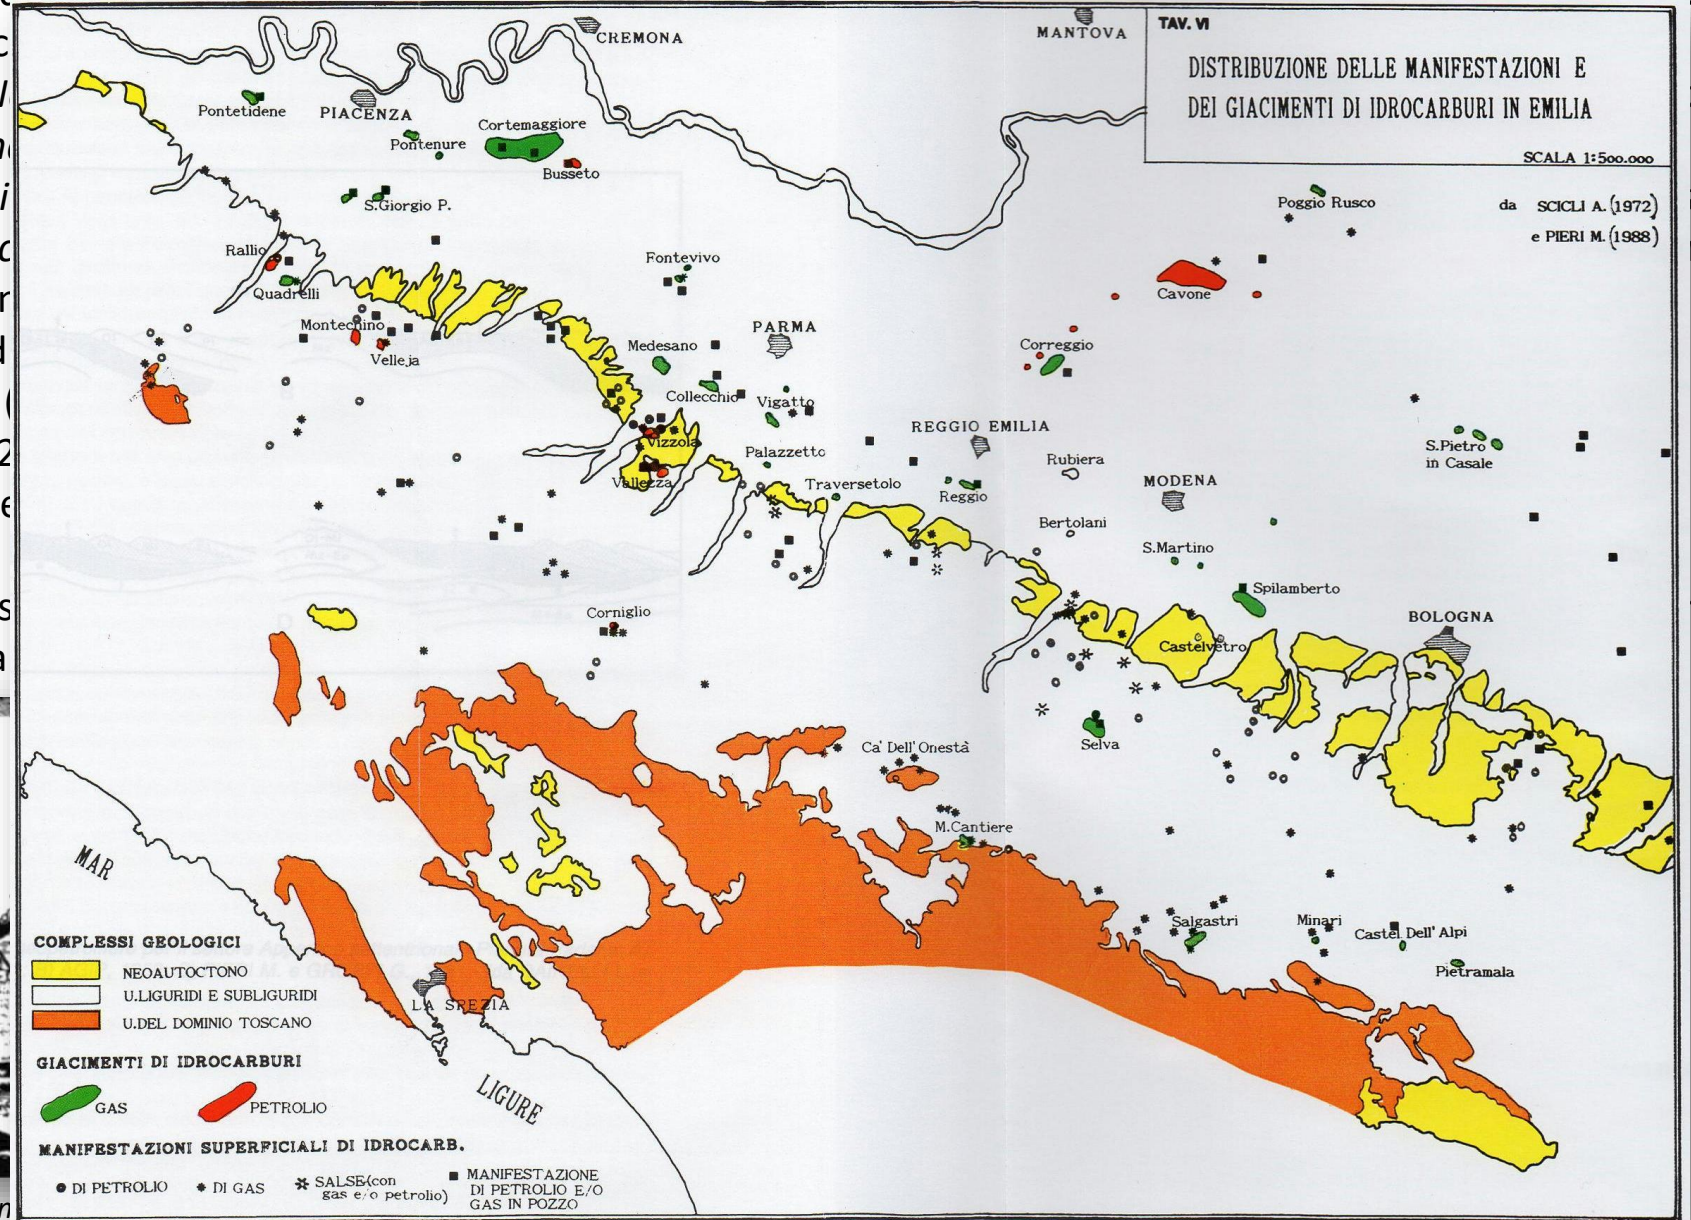 TAV. VI
DISTRIBUZIONE DELLE MANIFESTAZIONI E
DEI GIACIMENTI DI IDROCARBURI IN EMILIA
SCALA 1:500.000
da SCICLI A. (1972)
e PIERI M. (1988)
CREMONA
MANTOVA
Pontetidene
PIACENZA
Cortemaggiore
Pontenure
Busseto
S.Giorgio P.
Poggio Rusco
Rallio
Fontevivo
Quadrelli
Cavone
Montechino
PARMA
Velleja
Medesano
Correggio
Collecchio
Vigatto
REGGIO EMILIA
Vizzola
Palazzetto
Rubiera
S.Pietro
in Casale
Vallezza
Traversetolo
Reggio
MODENA
Bertolani
S.Martino
Spilamberto
Corniglio
BOLOGNA
Castelvetro
Selva
Ca' Dell'Onestà
M.Cantiere
MAR
Salgastri
Minari
Castel Dell'Alpi
Pietramala
LA SPEZIA
LIGURE
COMPLESSI GEOLOGICI
NEOAUTOCTONO
U.LIGURIDI E SUBLIGURIDI
U.DEL DOMINIO TOSCANO
GIACIMENTI DI IDROCARBURI
GAS
PETROLIO
MANIFESTAZIONI SUPERFICIALI DI IDROCARB.
DI PETROLIO
DI GAS
SALSE(con
gas e/o petrolio)
MANIFESTAZIONE
DI PETROLIO E/O
GAS IN POZZO